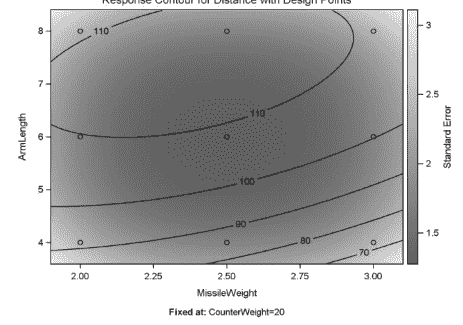 Response Contour for Distance with Design Points
8
7
6
5
4
ArmLength
110
110
100
90
80
70
2.00 2.25 2.50 2.75 3.00
MissileWeight
3
2.5
2
1.5
Standard Error
Fixed at: CounterWeight=20